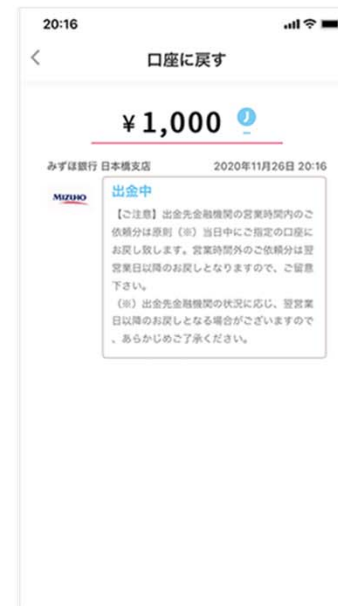 20:16
口座に戻す
¥1,000 J
みずほ銀行 日本橋支店 2020年11月26日 20:16
MIZUHO
出金中
【ご注意】出金先金融機関の営業時間内のご
依頼分は原則（※）当日中にご指定の口座に
お戻し致します。営業時間外のご依頼分は翌
営業日以降のお戻しとなりますので、ご留意
下さい。
（※）出金先金融機関の状況に応じ、翌営業
日以降のお戻しとなる場合がございますので
、あらかじめご了承ください。